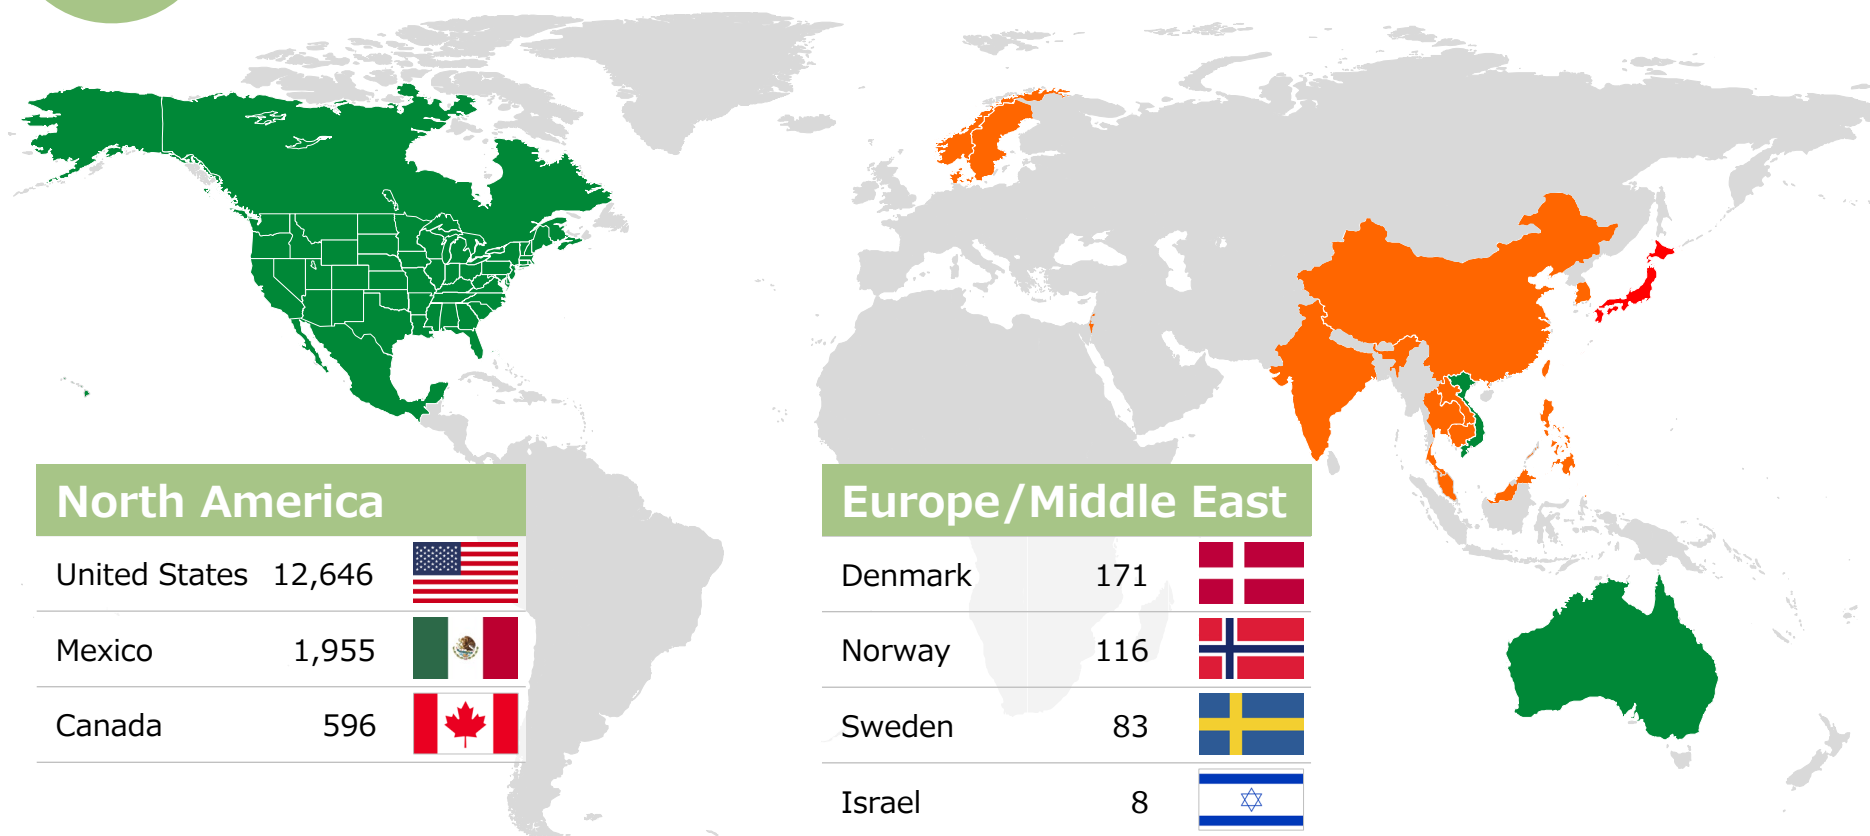 North America
United States 12,646
Mexico 1,955
Canada 596
Europe/Middle East
Denmark 171
Norway 116
Sweden 83
Israel 8